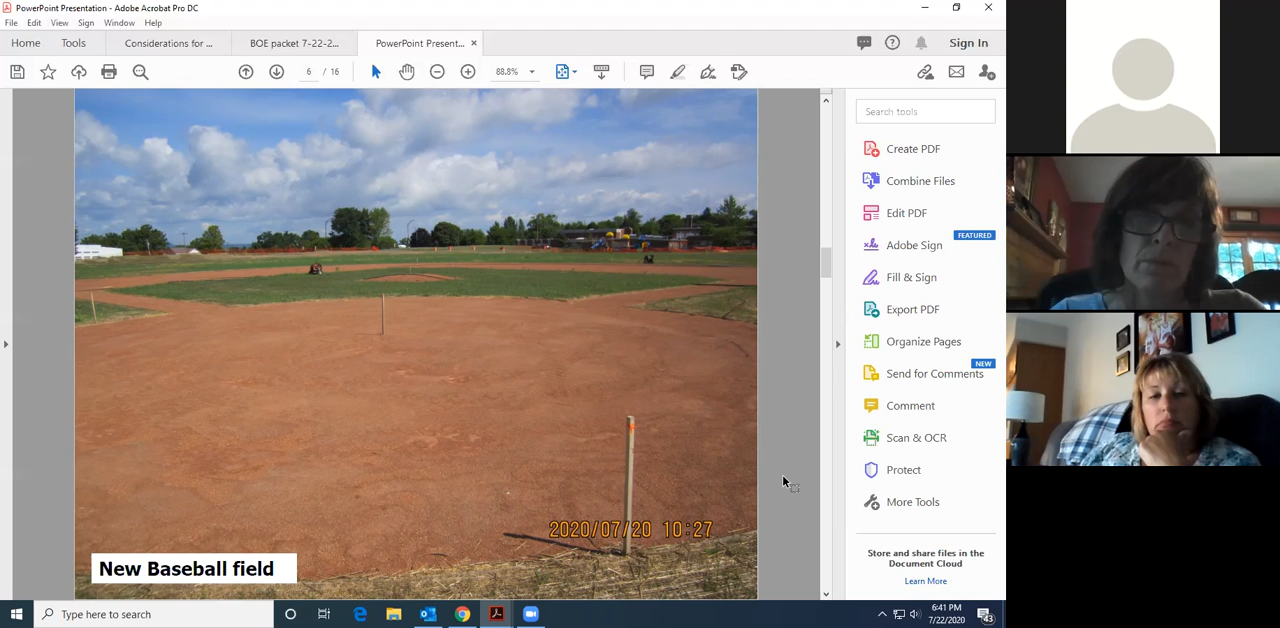 PowerPoint Presentation - Adobe Acrobat Pro DC
File Edit View Sign Window Help
Home Tools Considerations for ... BOE packet 7-22-2... PowerPoint Present... × Sign In
6 / 16 88.8%
Search tools
Create PDF
Combine Files
Edit PDF
FEATURED
Adobe Sign
Fill & Sign
Export PDF
Organize Pages
NEW
Send for Comments
Comment
Scan & OCR
Protect
More Tools
Store and share files in the
Document Cloud
Learn More
2020/07/20 10:27
New Baseball field
Type here to search
6:41 PM
7/22/2020
43